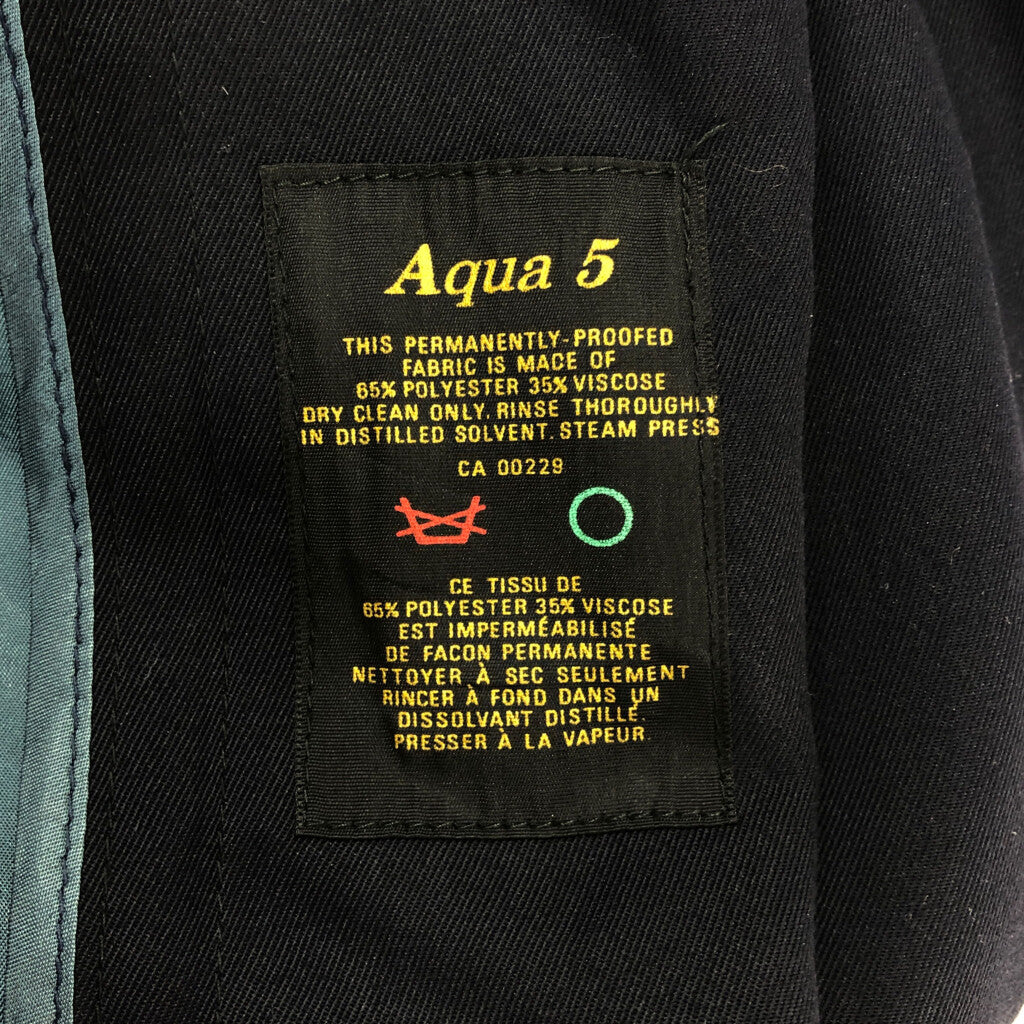 Aqua 5
THIS PERMANENTLY-PROOFED
FABRIC IS MADE OF
65% POLYESTER 35% VISCOSE
DRY CLEAN ONLY. RINSE THOROUGHLY
IN DISTILLED SOLVENT. STEAM PRESS
CA 00229
CE TISSU DE
65% POLYESTER 35% VISCOSE
EST IMPERMÉABILISÉ
DE FACON PERMANENTE
NETTOYER À SEC SEULEMENT
RINCER À FOND DANS UN
DISSOLVANT DISTILLÉ.
PRESSER À LA VAPEUR.